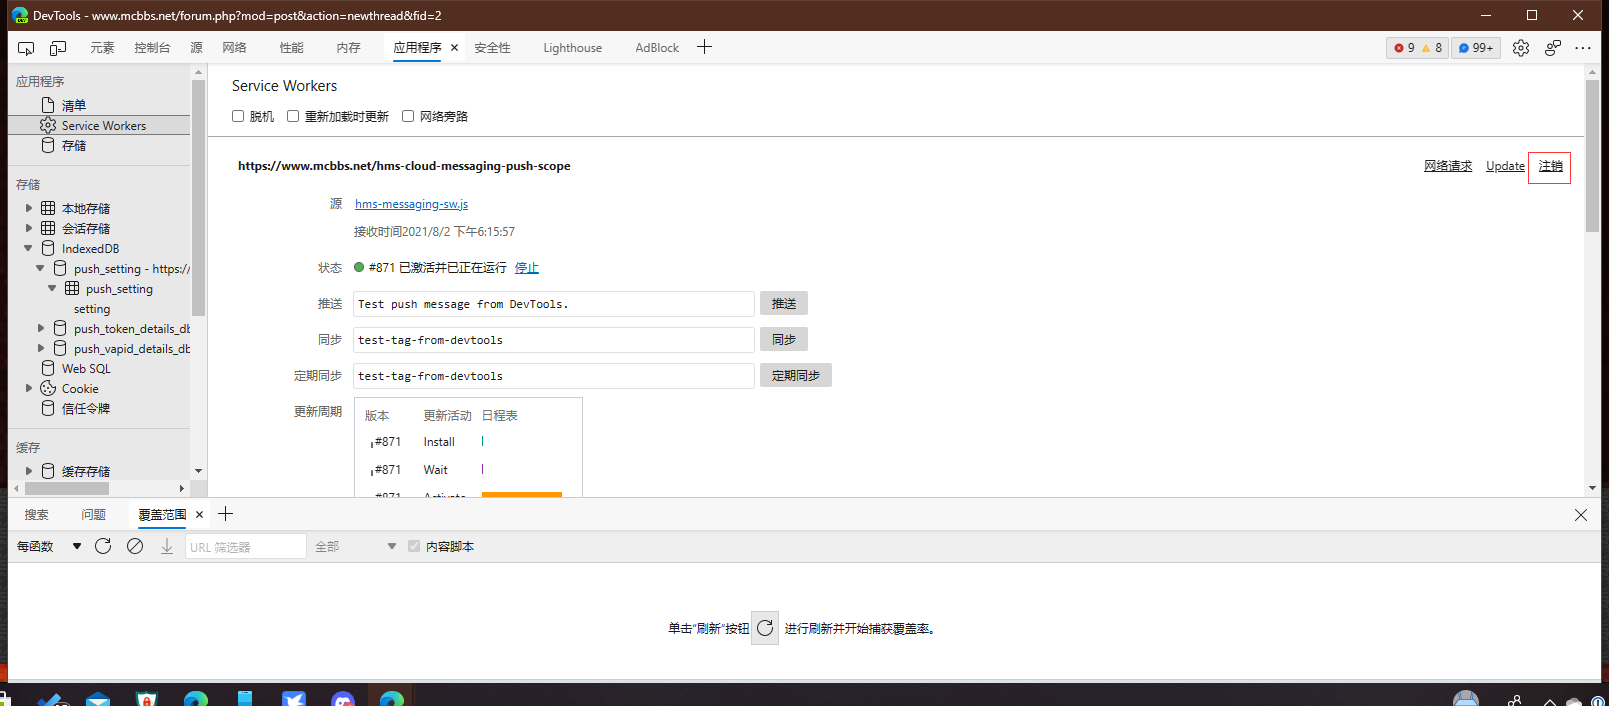 DevTools - www.mcbbs.net/forum.php?mod=post&action=newthread&fid=2
元素 控制台 源 网络 性能 内存 应用程序 安全性 Lighthouse AdBlock 9 8 99+
应用程序
清单
Service Workers
存储
存储
本地存储
会话存储
IndexedDB
push_setting - https://
push_setting
setting
push_token_details_db
push_vapid_details_db
Web SQL
Cookie
信任令牌
缓存
缓存存储
Service Workers
脱机 重新加载时更新 网络旁路
https://www.mcbbs.net/hms-cloud-messaging-push-scope 网络请求 Update 注销
源 hms-messaging-sw.js
接收时间2021/8/2 下午6:15:57
状态 #871 已激活并已正在运行 停止
推送 Test push message from DevTools. 推送
同步 test-tag-from-devtools 同步
定期同步 test-tag-from-devtools 定期同步
更新周期 版本 更新活动 日程表
#871 Install
#871 Wait
#871 Activate
搜索 问题 覆盖范围
每函数 URL 筛选器 全部 内容脚本
单击“刷新”按钮 进行刷新并开始捕获覆盖率。